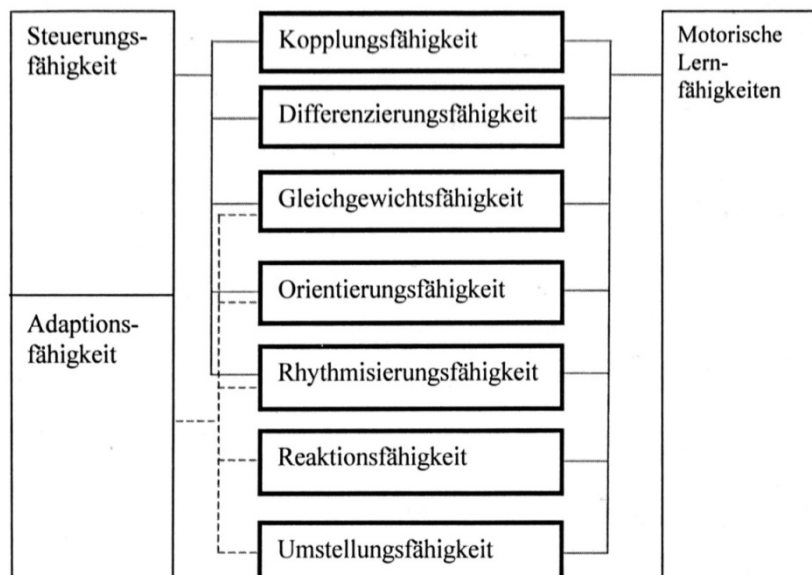 Steuerungs-
fähigkeit
Adaptions-
fähigkeit
Kopplungsfähigkeit
Differenzierungsfähigkeit
Gleichgewichtsfähigkeit
Orientierungsfähigkeit
Rhythmisierungsfähigkeit
Reaktionsfähigkeit
Umstellungsfähigkeit
Motorische
Lern-
fähigkeiten